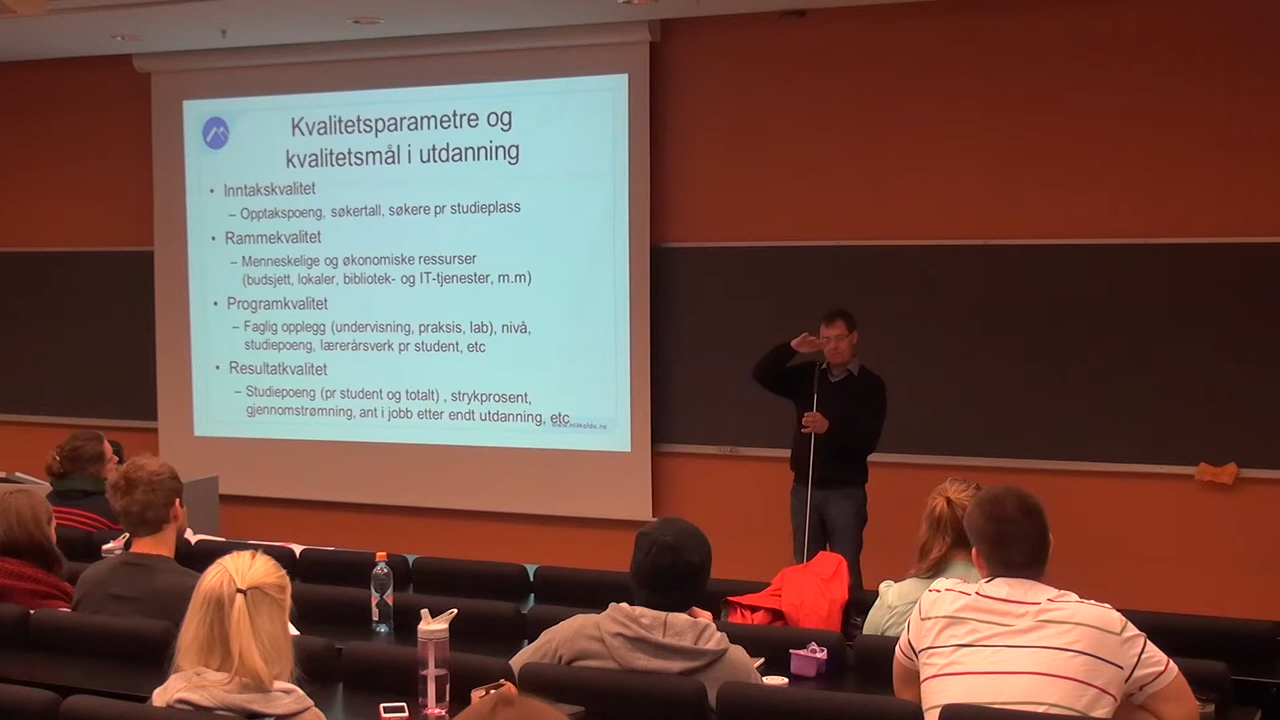 Kvalitetsparametre og
kvalitetsmål i utdanning
• Inntakskvalitet
– Opptakspoeng, søkertall, søkere pr studieplass
• Rammekvalitet
– Menneskelige og økonomiske ressurser
(budsjett, lokaler, bibliotek- og IT-tjenester, m.m)
• Programkvalitet
– Faglig opplegg (undervisning, praksis, lab), nivå,
studiepoeng, lærerårsverk pr student, etc
• Resultatkvalitet
– Studiepoeng (pr student og totalt) , strykprosent,
gjennomstrømning, ant i jobb etter endt utdanning, etc
www.HiMolde.no